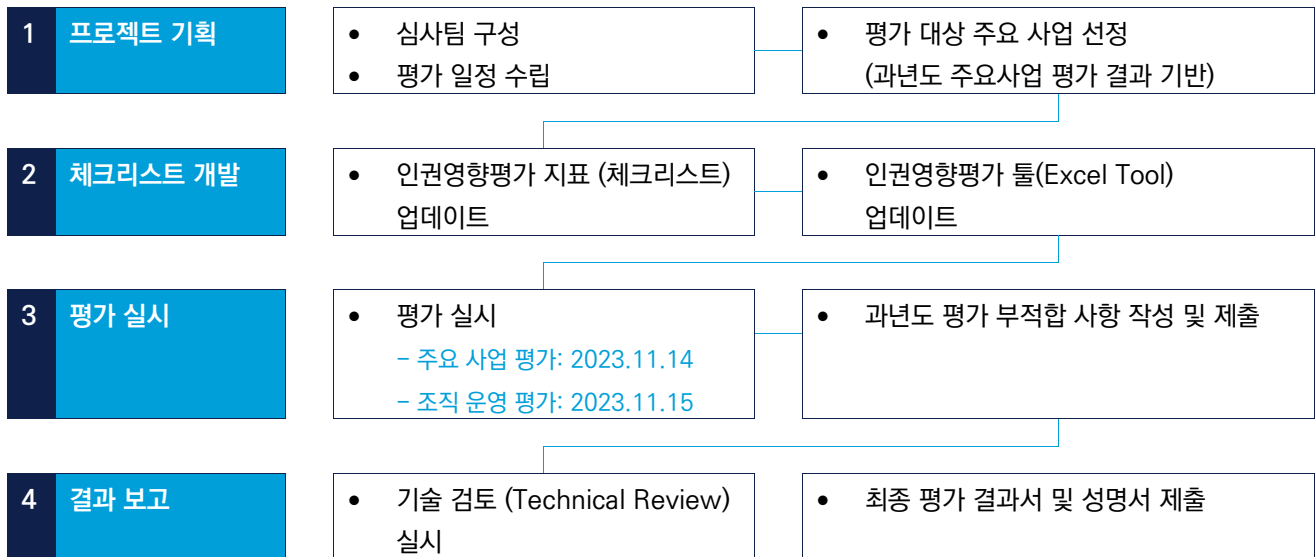 1 프로젝트 기획
• 심사팀 구성
• 평가 일정 수립
• 평가 대상 주요 사업 선정
(과년도 주요사업 평가 결과 기반)
2 체크리스트 개발
• 인권영향평가 지표 (체크리스트)
업데이트
• 인권영향평가 툴(Excel Tool)
업데이트
3 평가 실시
• 평가 실시
- 주요 사업 평가: 2023.11.14
- 조직 운영 평가: 2023.11.15
• 과년도 평가 부적합 사항 작성 및 제출
4 결과 보고
• 기술 검토 (Technical Review)
실시
• 최종 평가 결과서 및 성명서 제출